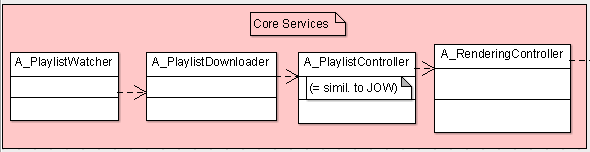 Core Services
A_PlaylistWatcher
A_PlaylistDownloader
A_PlaylistController
(= simil. to JOW)
A_RenderingController